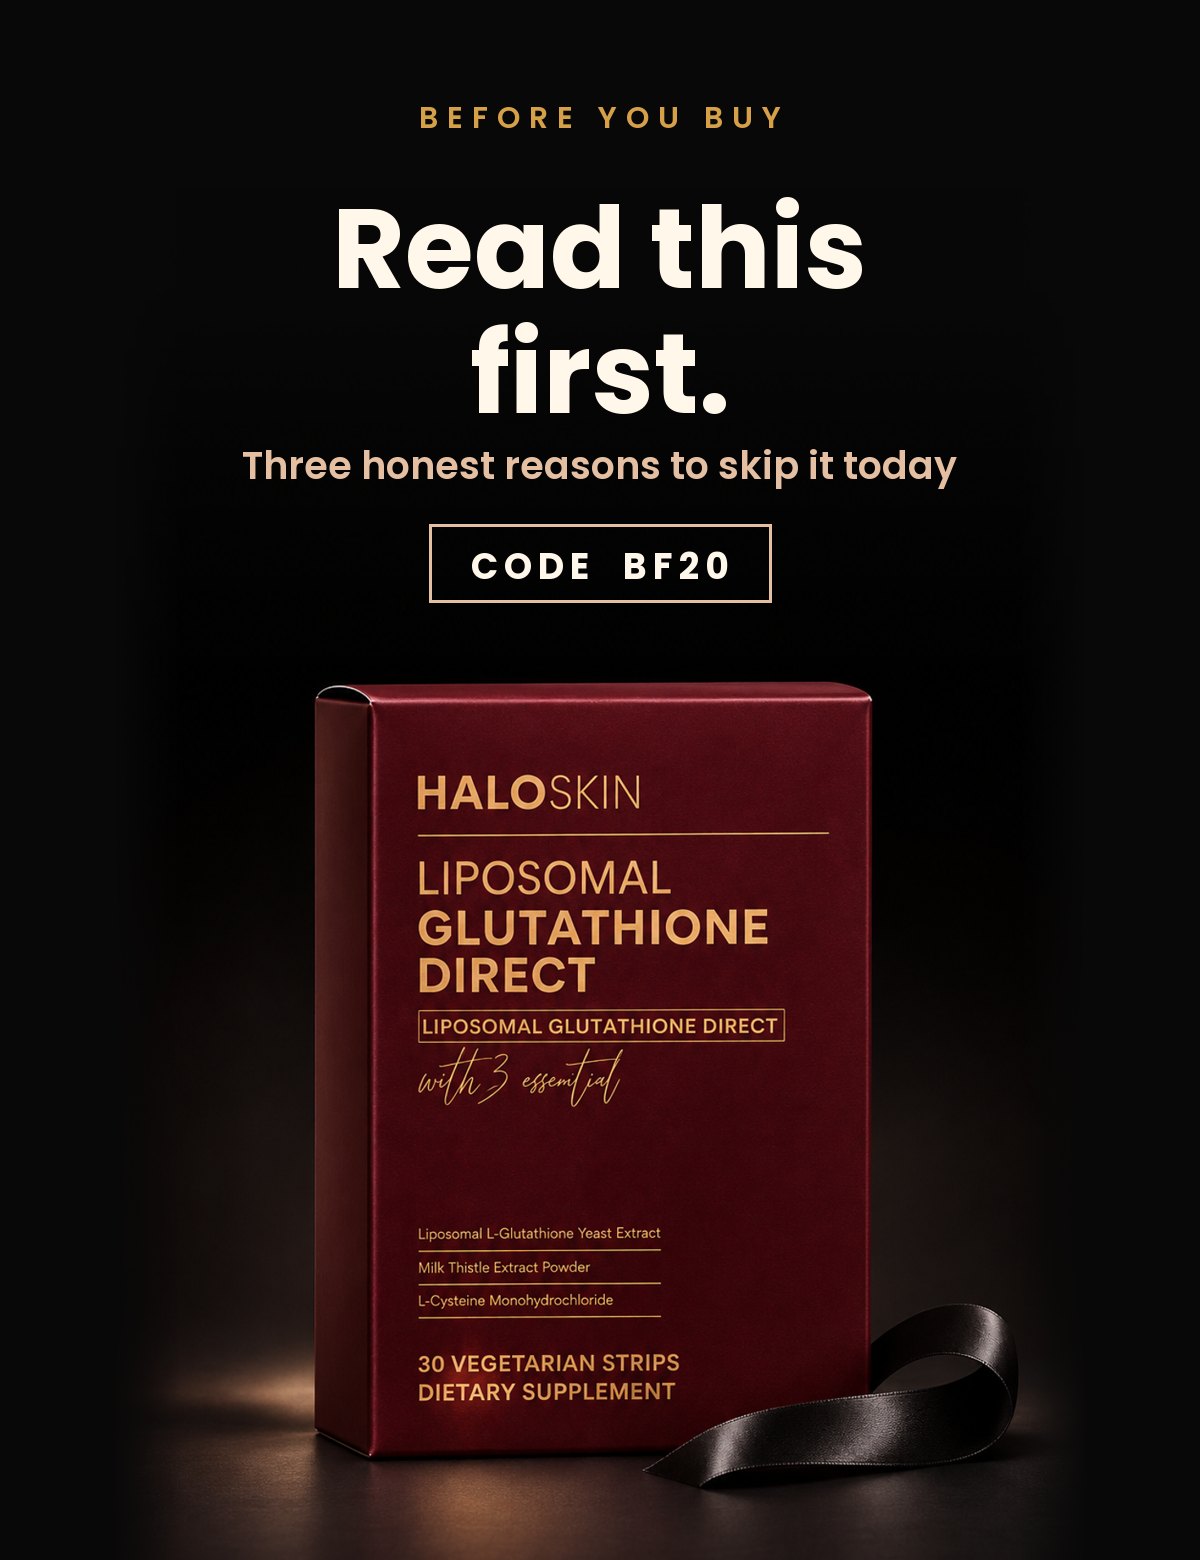 BEFORE YOU BUY
Read this
first.
Three honest reasons to skip it today
CODE BF20
HALOSKIN
LIPOSOMAL
GLUTATHIONE
DIRECT
LIPOSOMAL GLUTATHIONE DIRECT
with 3 essential
Liposomal L-Glutathione Yeast Extract
Milk Thistle Extract Powder
L-Cysteine Monohydrochloride
30 VEGETARIAN STRIPS
DIETARY SUPPLEMENT